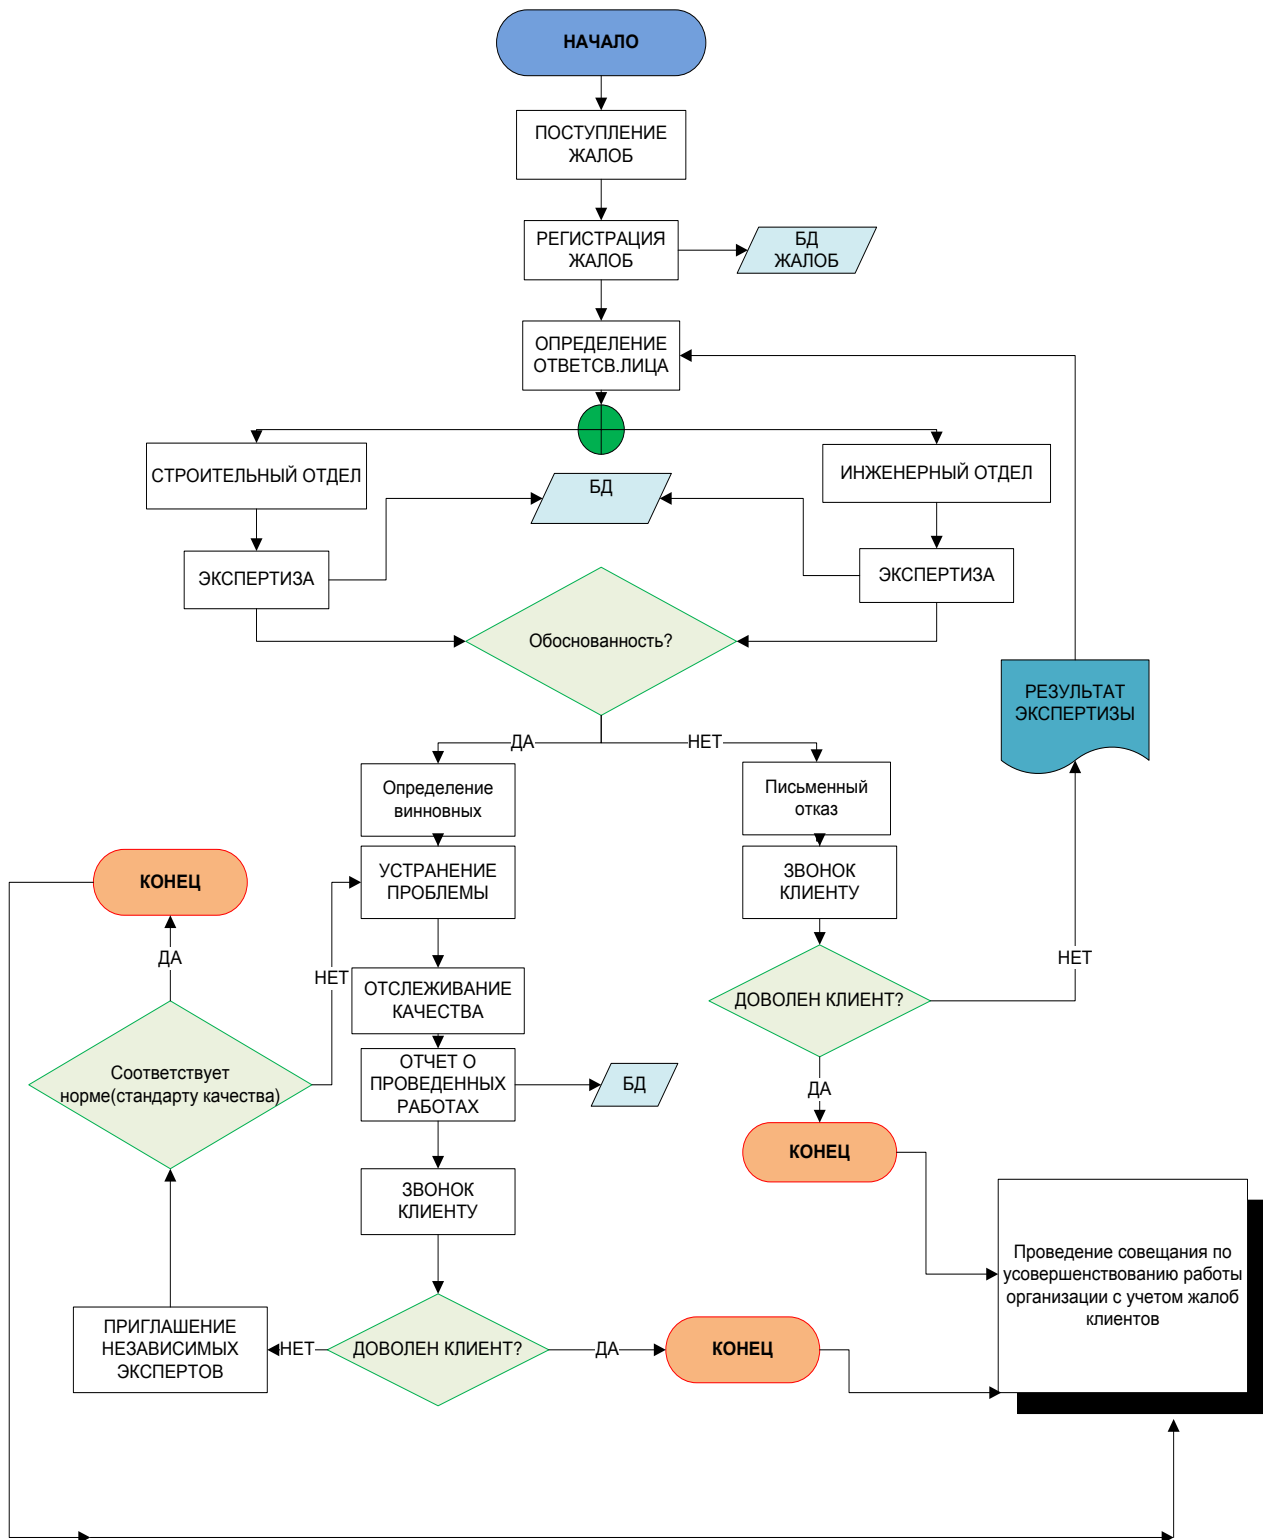 НАЧАЛО
ПОСТУПЛЕНИЕ
ЖАЛОБ
РЕГИСТРАЦИЯ
ЖАЛОБ
БД
ЖАЛОБ
ОПРЕДЕЛЕНИЕ
ОТВЕТСВ.ЛИЦА
СТРОИТЕЛЬНЫЙ ОТДЕЛ
БД
ИНЖЕНЕРНЫЙ ОТДЕЛ
ЭКСПЕРТИЗА
ЭКСПЕРТИЗА
Обоснованность?
РЕЗУЛЬТАТ
ЭКСПЕРТИЗЫ
ДА
НЕТ
Определение
винновных
Письменный
отказ
КОНЕЦ
УСТРАНЕНИЕ
ПРОБЛЕМЫ
ЗВОНОК
КЛИЕНТУ
ДА
НЕТ
НЕТ
ОТСЛЕЖИВАНИЕ
КАЧЕСТВА
ДОВОЛЕН КЛИЕНТ?
Соответствует
норме(стандарту качества)
ОТЧЕТ О
ПРОВЕДЕННЫХ
РАБОТАХ
БД
ДА
КОНЕЦ
ЗВОНОК
КЛИЕНТУ
Проведение совещания по
усовершенствованию работы
организации с учетом жалоб
клиентов
ПРИГЛАШЕНИЕ
НЕЗАВИСИМЫХ
ЭКСПЕРТОВ
НЕТ
ДОВОЛЕН КЛИЕНТ?
ДА
КОНЕЦ